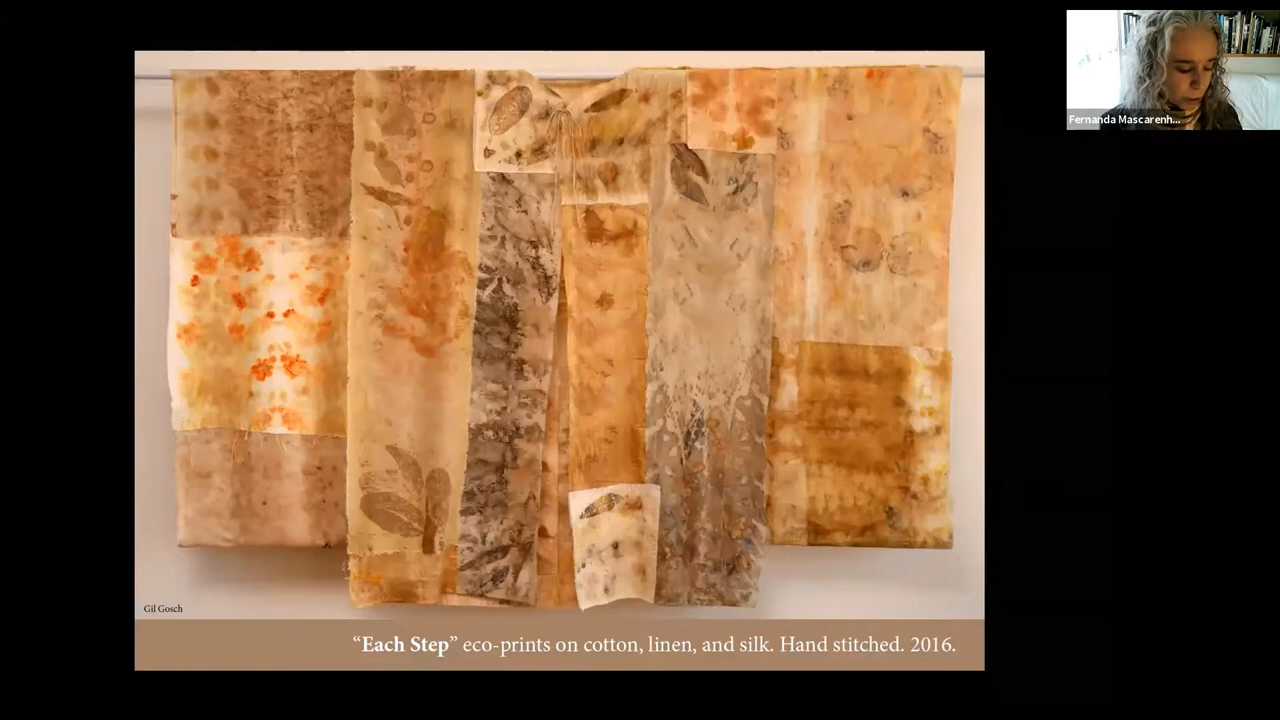 Fernanda Mascarenh...
Gil Gosch
“Each Step” eco-prints on cotton, linen, and silk. Hand stitched. 2016.